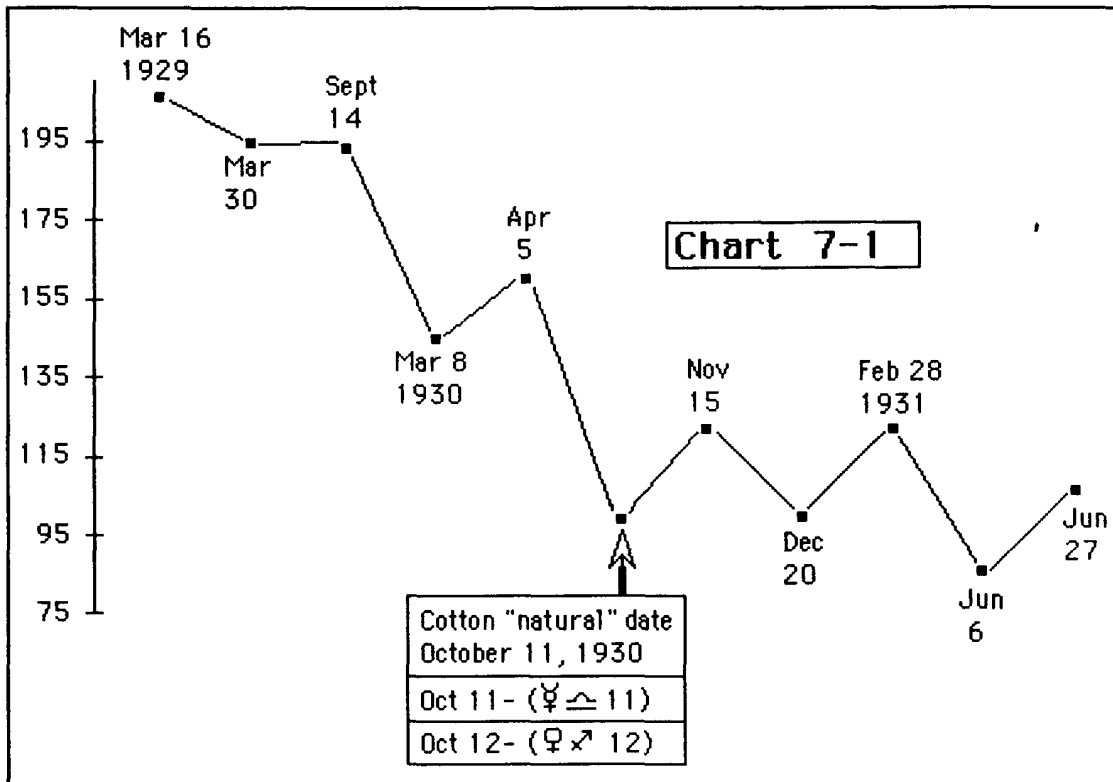 Mar 16
1929
Sept
14
Mar
30
Apr
5
Chart 7-1
Mar 8
1930
Nov
15
Feb 28
1931
Dec
20
Jun
6
Jun
27
195
175
155
135
115
95
75
Cotton "natural" date
October 11, 1930
Oct 11- (☿ ♎ 11)
Oct 12- (♀ ♐ 12)